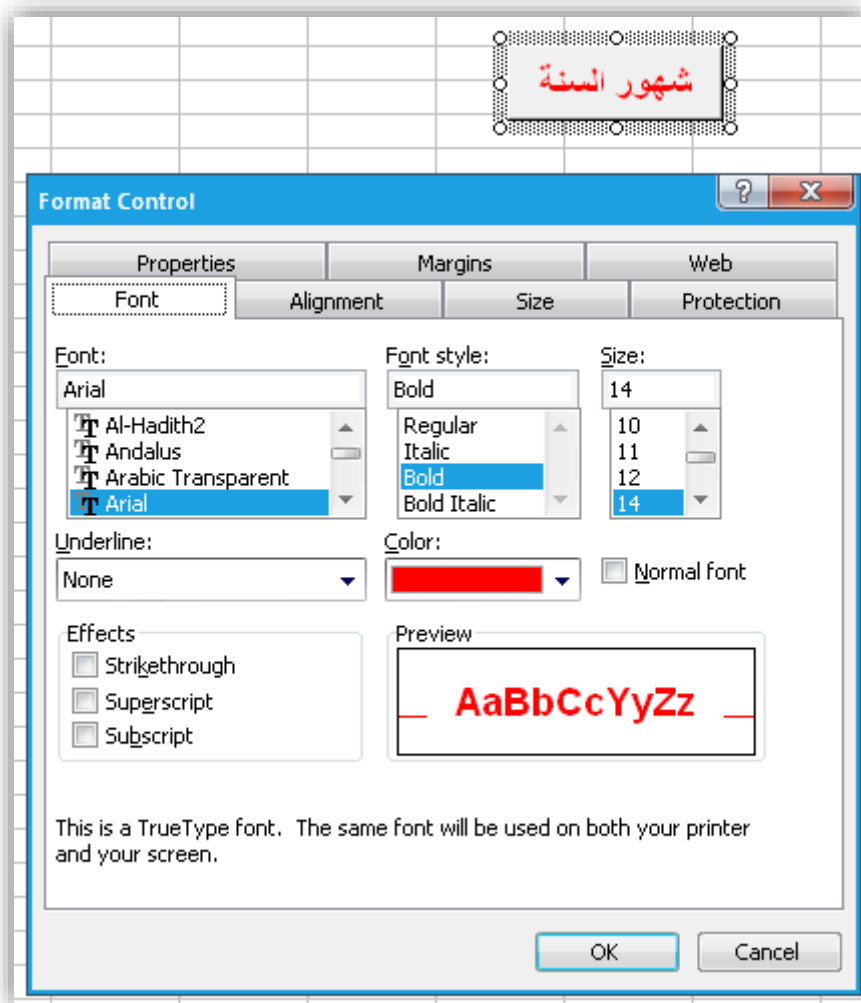 شهور السنة
Format Control
Properties Margins Web
Font Alignment Size Protection
Font: Font style: Size:
Arial Bold 14
Al-Hadith2 Regular 10
Andalus Italic 11
Arabic Transparent Bold 12
Arial Bold Italic 14
Underline: Color:
None Normal font
Effects Preview
Strikethrough
Superscript AaBbCcYyZz
Subscript
This is a TrueType font. The same font will be used on both your printer
and your screen.
OK Cancel